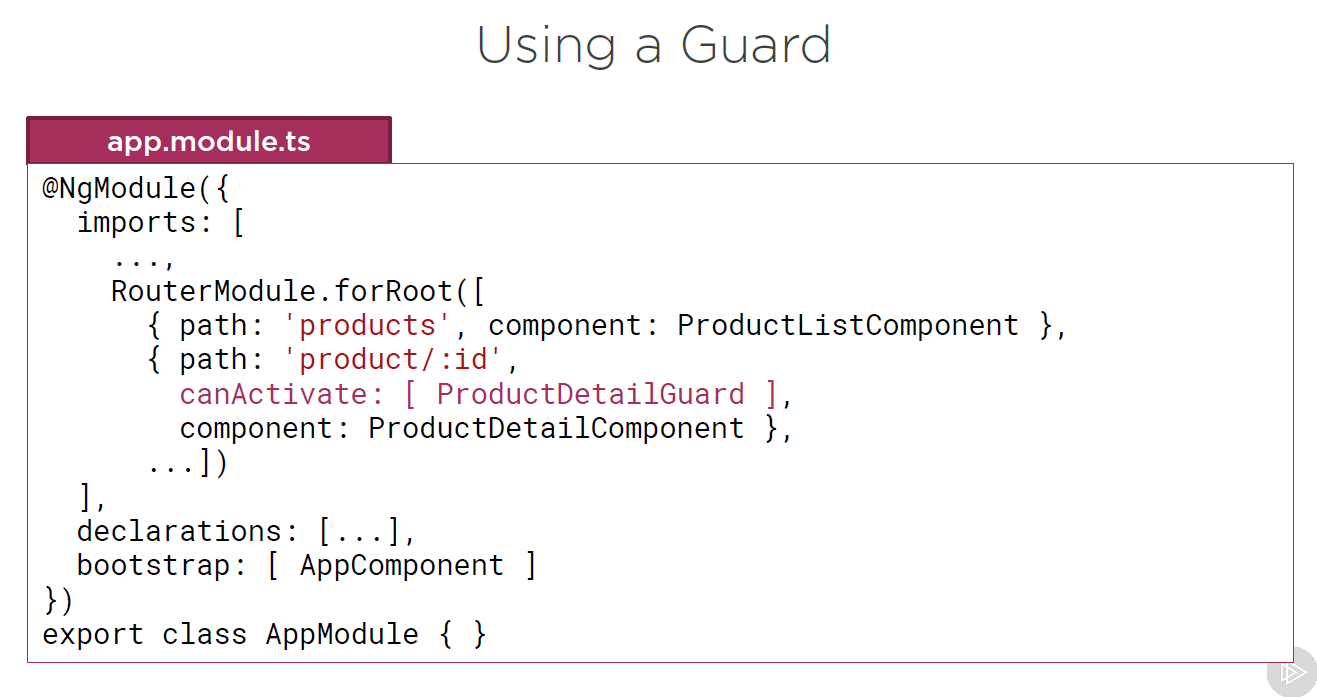 Using a Guard
app.module.ts
@NgModule({
  imports: [
    ...,
    RouterModule.forRoot([
      { path: 'products', component: ProductListComponent },
      { path: 'product/:id',
        canActivate: [ ProductDetailGuard ],
        component: ProductDetailComponent },
      ...])
  ],
  declarations: [...],
  bootstrap: [ AppComponent ]
})
export class AppModule { }